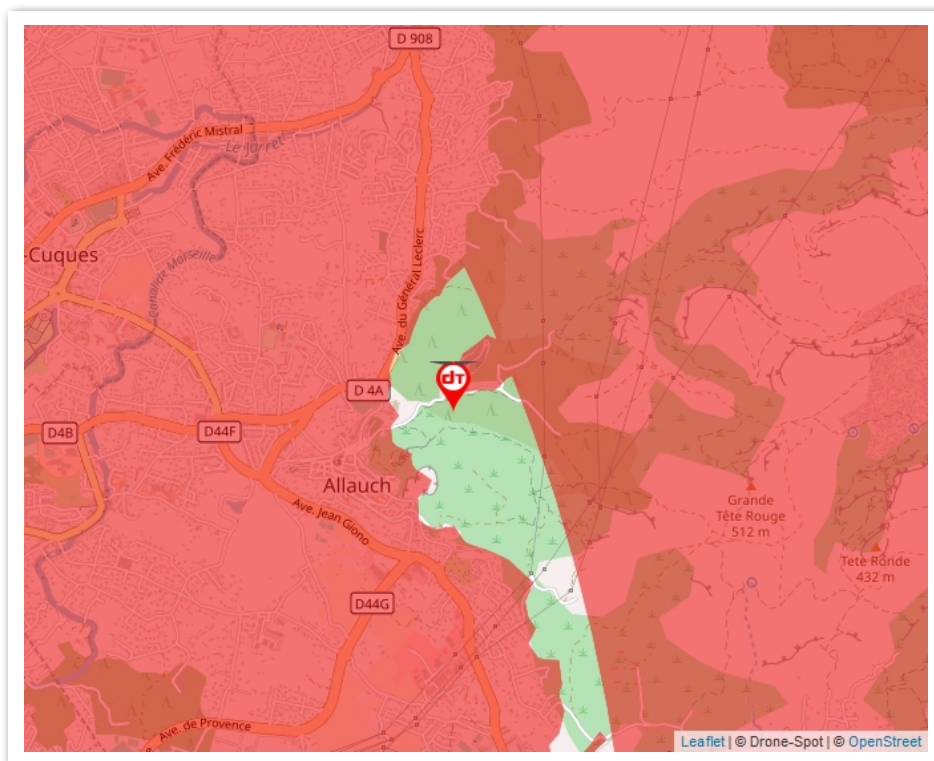 D 908
Ave. Frédéric Mistral
Le Jarret
-Cuques
Canal de Marseille
Ave. du Général Leclerc
dT
D 4A
D4B
D44F
Allauch
Ave. Jean Giono
Grande
Tête Rouge
512 m
Tete Ronde
432 m
D44G
Ave. de Provence
Leaflet | © Drone-Spot | © OpenStreet